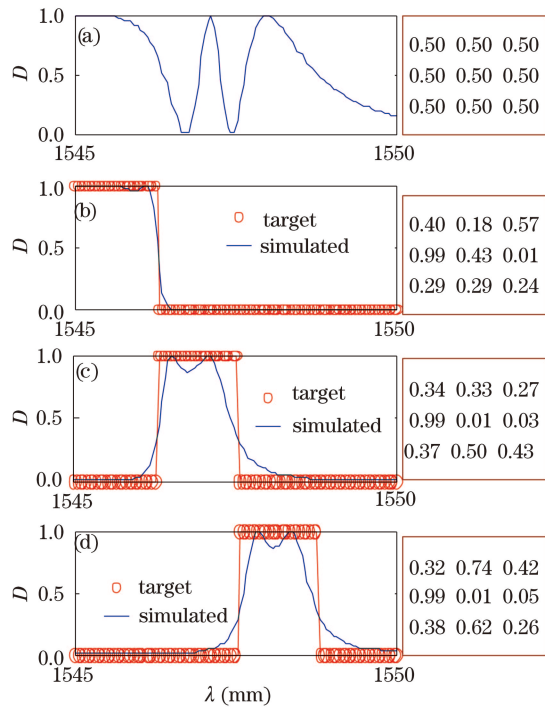 (a)
D
1.0
0.5
0.0
1545
1550
0.50 0.50 0.50
0.50 0.50 0.50
0.50 0.50 0.50
(b)
D
1.0
0.5
0.0
1545
1550
target
simulated
0.40 0.18 0.57
0.99 0.43 0.01
0.29 0.29 0.24
(c)
D
1.0
0.5
0.0
1545
1550
target
simulated
0.34 0.33 0.27
0.99 0.01 0.03
0.37 0.50 0.43
(d)
D
1.0
0.5
0.0
1545
1550
target
simulated
0.32 0.74 0.42
0.99 0.01 0.05
0.38 0.62 0.26
λ (mm)